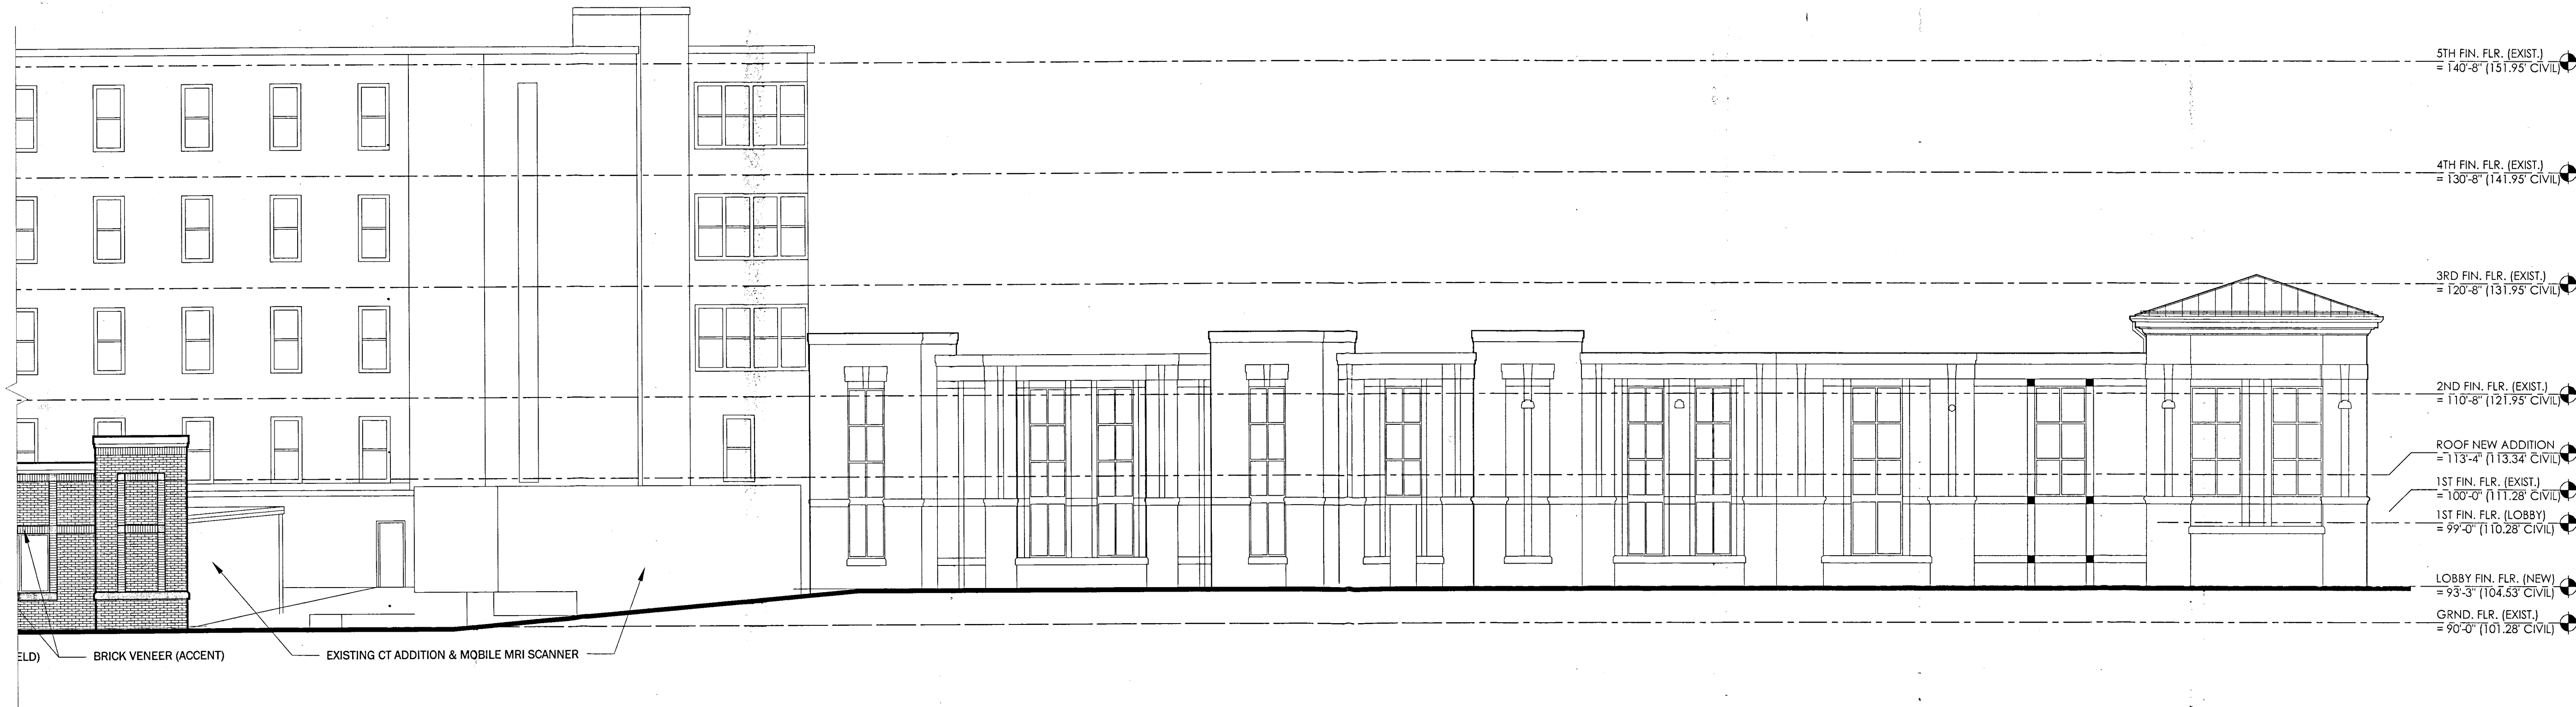 5TH FIN. FLR. (EXIST.)
= 140'-8" (151.95' CIVIL)
4TH FIN. FLR. (EXIST.)
= 130'-8" (141.95' CIVIL)
3RD FIN. FLR. (EXIST.)
= 120'-8" (131.95' CIVIL)
2ND FIN. FLR. (EXIST.)
= 110'-8" (121.95' CIVIL)
ROOF NEW ADDITION
= 113'-4" (113.34' CIVIL)
1ST FIN. FLR. (EXIST.)
= 100'-0" (111.28' CIVIL)
1ST FIN. FLR. (LOBBY)
= 99'-0" (110.28' CIVIL)
LOBBY FIN. FLR. (NEW)
= 93'-3" (104.53' CIVIL)
GRND. FLR. (EXIST.)
= 90'-0" (101.28' CIVIL)
ELD)
BRICK VENEER (ACCENT)
EXISTING CT ADDITION & MOBILE MRI SCANNER